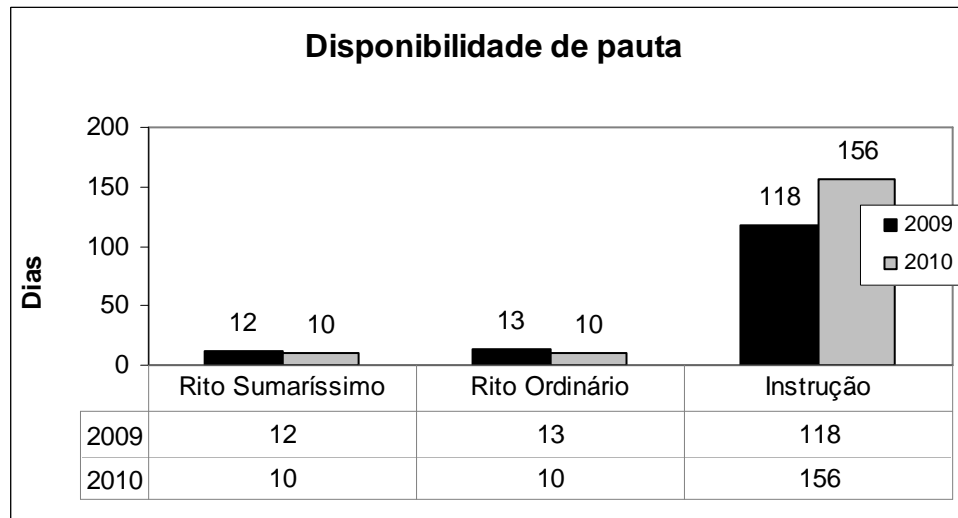 Disponibilidade de pauta
Dias
200
150
100
50
0
12
10
13
10
118
156
2009
2010
Rito Sumaríssimo Rito Ordinário Instrução
2009 12 13 118
2010 10 10 156